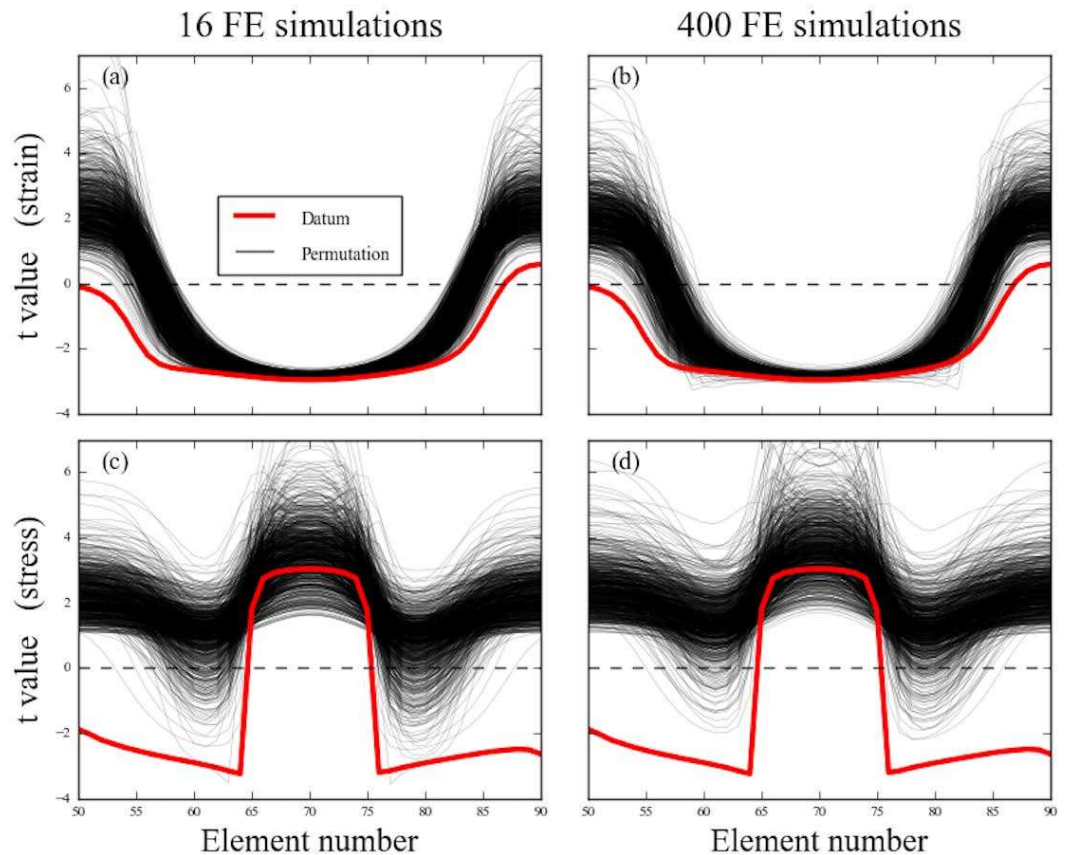 16 FE simulations
400 FE simulations
t value (strain)
(a)
6
4
2
0
-2
-4
Datum
Permutation
(b)
t value (stress)
(c)
6
4
2
0
-2
-4
50 55 60 65 70 75 80 85 90
Element number
(d)
50 55 60 65 70 75 80 85 90
Element number